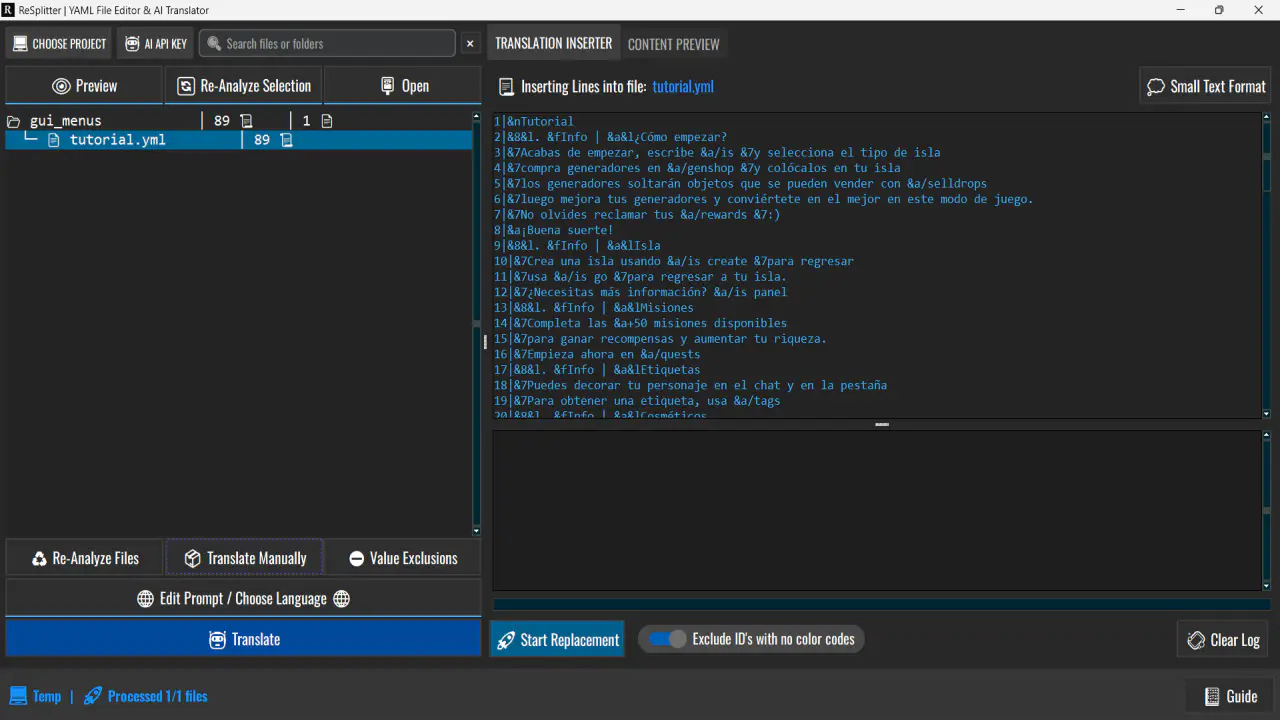 R ReSplitter | YAML File Editor & AI Translator
CHOOSE PROJECT
AI API KEY
Search files or folders
Preview
Re-Analyze Selection
Open
gui_menus | 89 | 1
tutorial.yml | 89
Re-Analyze Files
Translate Manually
Value Exclusions
Edit Prompt / Choose Language
Translate
TRANSLATION INSERTER
CONTENT PREVIEW
Inserting Lines into file: tutorial.yml
Small Text Format
1|&nTutorial
2|&8&l. &fInfo | &a&l¿Cómo empezar?
3|&7Acabas de empezar, escribe &a/is &7y selecciona el tipo de isla
4|&7compra generadores en &a/genshop &7y colócalos en tu isla
5|&7los generadores soltarán objetos que se pueden vender con &a/selldrops
6|&7luego mejora tus generadores y conviértete en el mejor en este modo de juego.
7|&7No olvides reclamar tus &a/rewards &7:)
8|&a¡Buena suerte!
9|&8&l. &fInfo | &a&lIsla
10|&7Crea una isla usando &a/is create &7para regresar
11|&7usa &a/is go &7para regresar a tu isla.
12|&7¿Necesitas más información? &a/is panel
13|&8&l. &fInfo | &a&lMisiones
14|&7Completa las &a+50 misiones disponibles
15|&7para ganar recompensas y aumentar tu riqueza.
16|&7Empieza ahora en &a/quests
17|&8&l. &fInfo | &a&lEtiquetas
18|&7Puedes decorar tu personaje en el chat y en la pestaña
19|&7Para obtener una etiqueta, usa &a/tags
20|&8&l. &fInfo | &a&lCosméticos
Start Replacement
Exclude ID's with no color codes
Clear Log
Temp | Processed 1/1 files
Guide